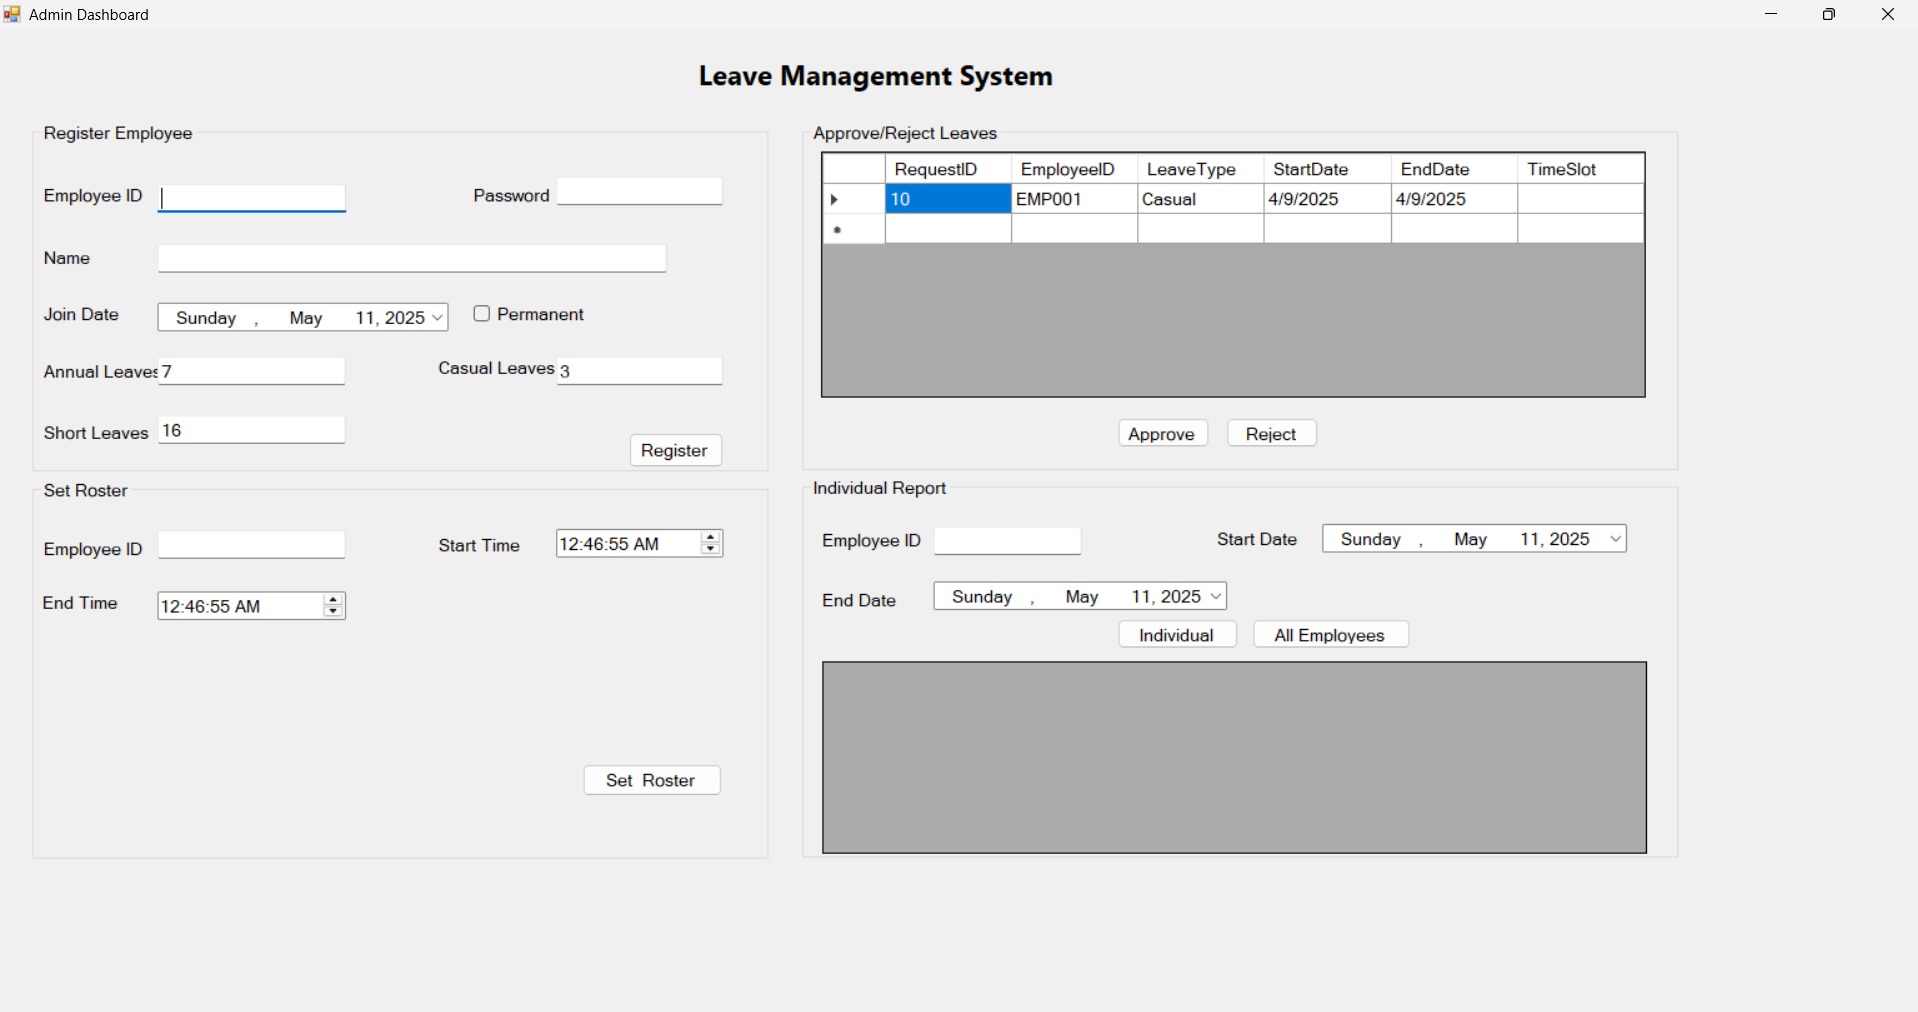 Admin Dashboard
Leave Management System
Register Employee
Employee ID
Password
Name
Join Date Sunday , May 11, 2025
Permanent
Annual Leaves 7
Casual Leaves 3
Short Leaves 16
Register
Set Roster
Employee ID
Start Time 12:46:55 AM
End Time 12:46:55 AM
Set Roster
Approve/Reject Leaves
RequestID EmployeeID LeaveType StartDate EndDate TimeSlot
10 EMP001 Casual 4/9/2025 4/9/2025
Approve Reject
Individual Report
Employee ID
Start Date Sunday , May 11, 2025
End Date Sunday , May 11, 2025
Individual All Employees